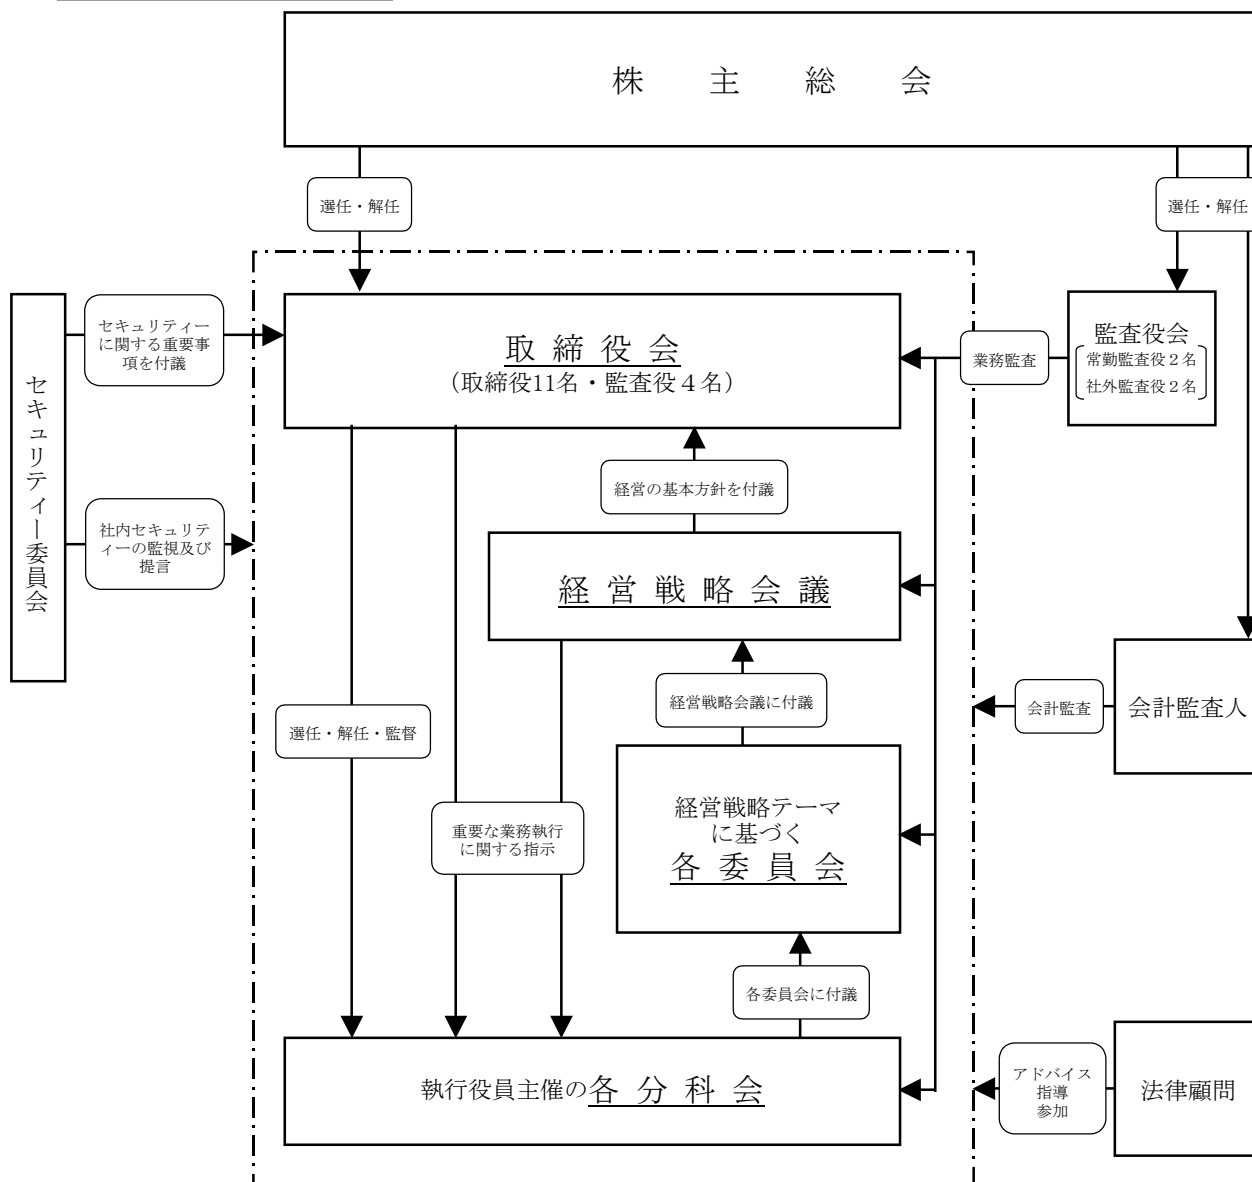 株主総会
選任・解任
選任・解任
セキュリティー
に関する重要事
項を付議
取締役会
（取締役11名・監査役４名）
業務監査
監査役会
常勤監査役２名
社外監査役２名
セキュリティー委員会
経営の基本方針を付議
社内セキュリテ
ィーの監視及び
提言
経営戦略会議
経営戦略会議に付議
会計監査
会計監査人
選任・解任・監督
経営戦略テーマ
に基づく
各委員会
重要な業務執行
に関する指示
各委員会に付議
執行役員主催の各分科会
アドバイス
指導
参加
法律顧問